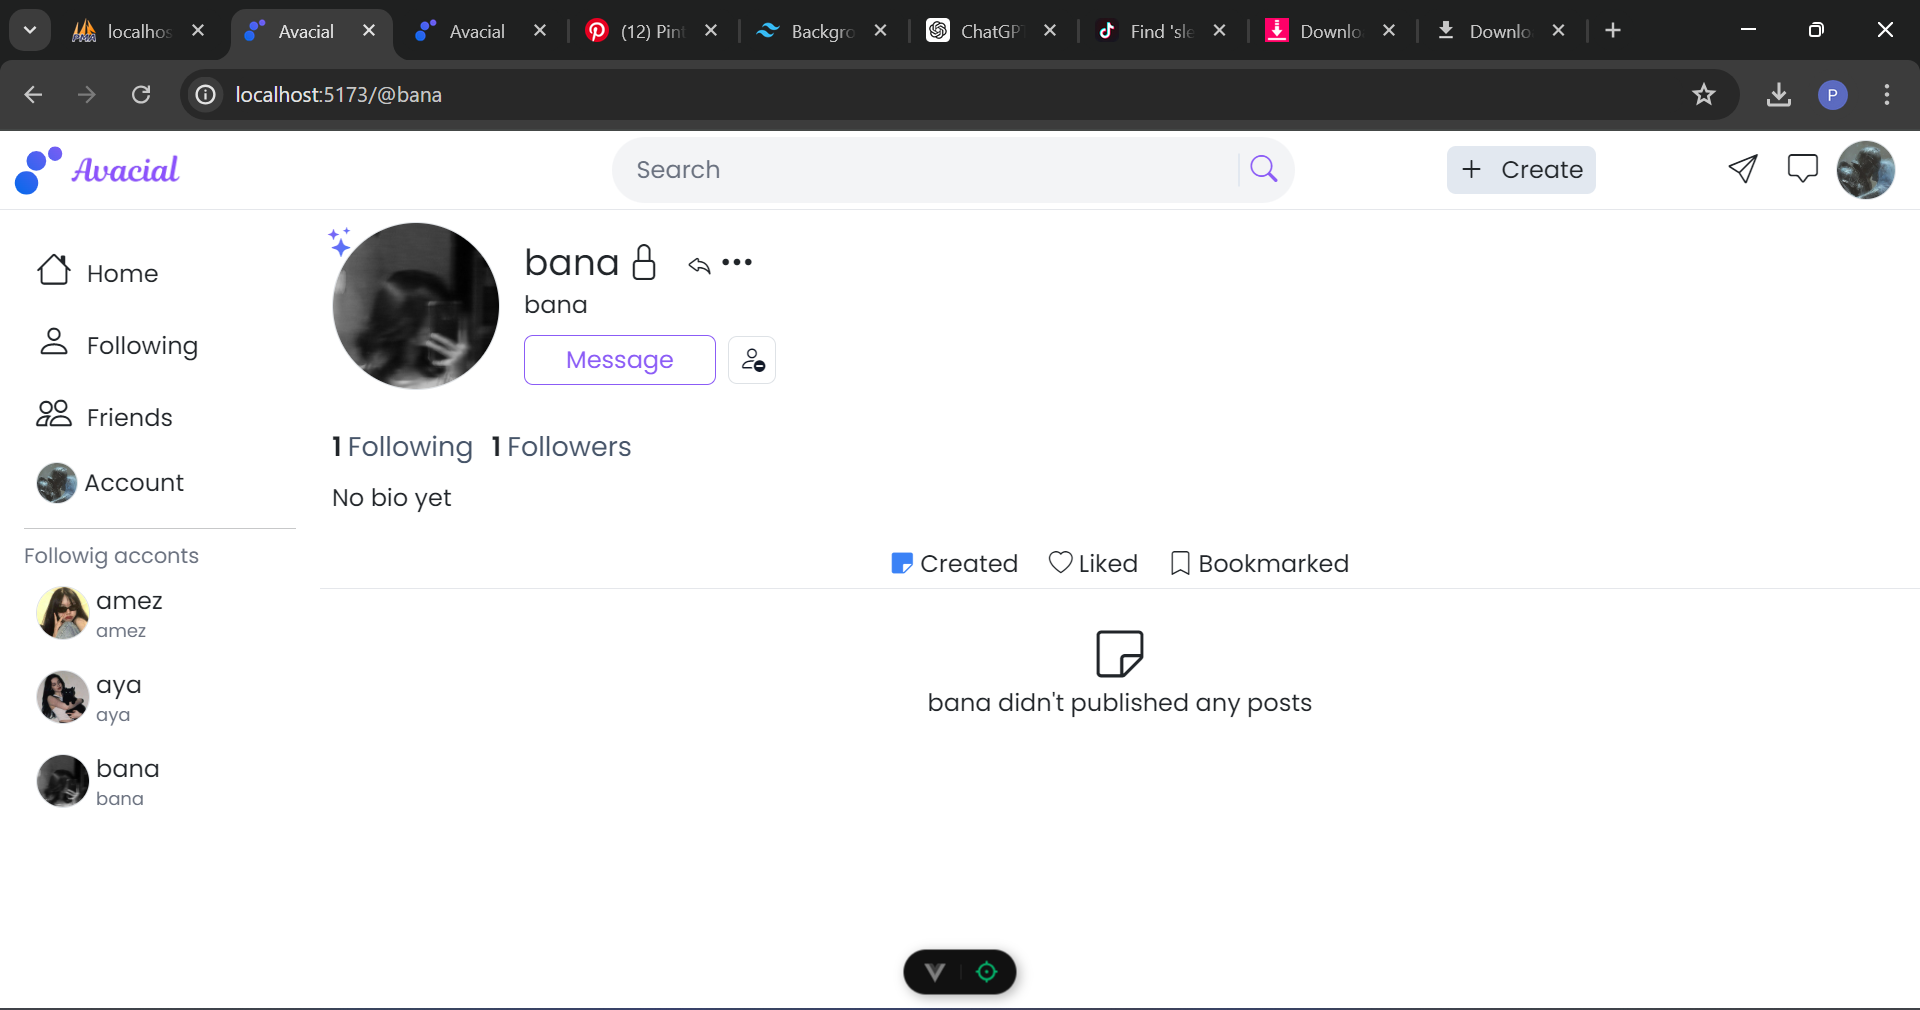 localhos
Avacial
Avacial
(12) Pin
Backgro
ChatGP
Find 'sle
Downlo
Downlo
localhost:5173/@bana
P
Avacial
Search
+ Create
Home
Following
Friends
Account
Followig acconts
amez
amez
aya
aya
bana
bana
bana
bana
Message
1 Following 1 Followers
No bio yet
Created Liked Bookmarked
bana didn't published any posts